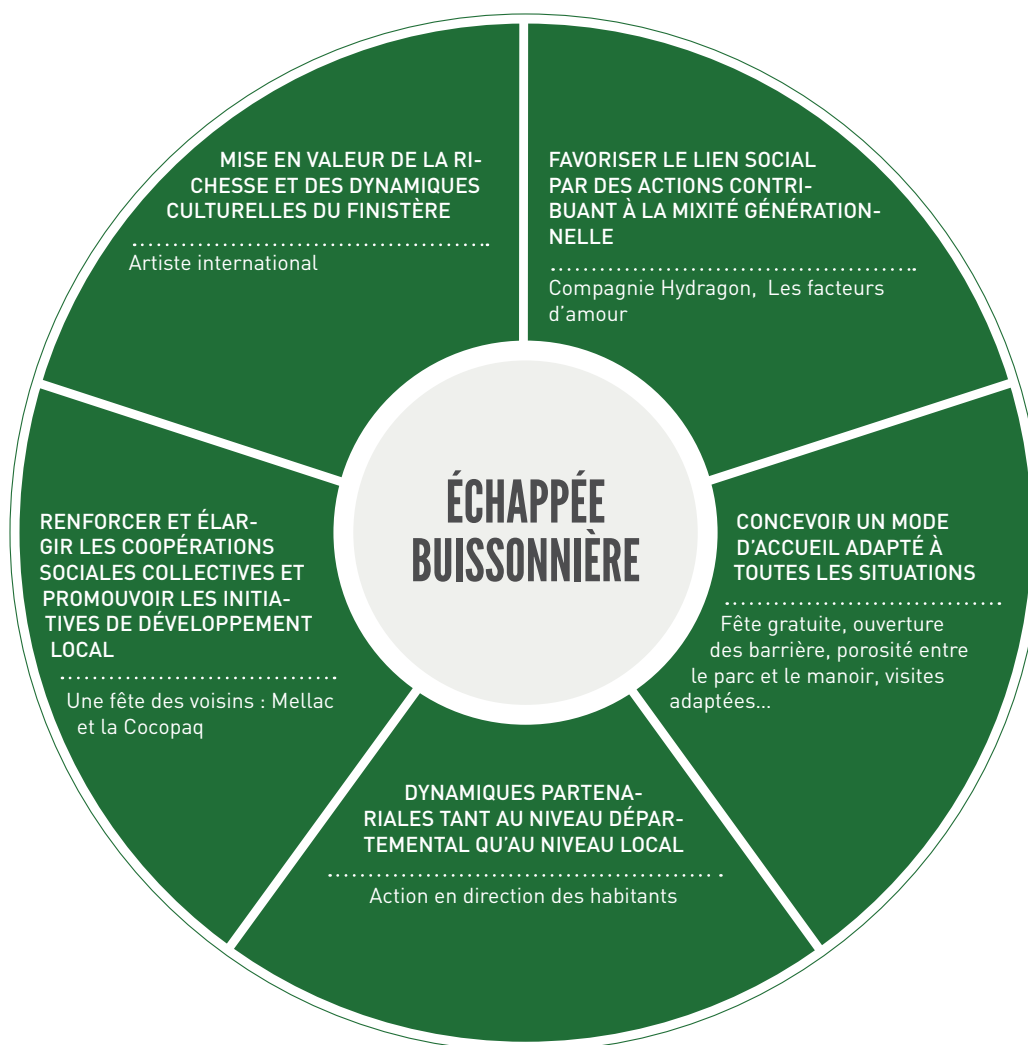 MISE EN VALEUR DE LA RI-
CHESSE ET DES DYNAMIQUES
CULTURELLES DU FINISTÈRE
Artiste international
FAVORISER LE LIEN SOCIAL
PAR DES ACTIONS CONTRI-
BUANT À LA MIXITÉ GÉNÉRATION-
NELLE
Compagnie Hydragon, Les facteurs
d'amour
ÉCHAPPÉE
BUISSONNIÈRE
RENFORCER ET ÉLAR-
GIR LES COOPÉRATIONS
SOCIALES COLLECTIVES ET
PROMOUVOIR LES INITIA-
TIVES DE DÉVELOPPEMENT
LOCAL
Une fête des voisins : Mellac
et la Cocopaq
CONCEVOIR UN MODE
D'ACCUEIL ADAPTÉ À
TOUTES LES SITUATIONS
Fête gratuite, ouverture
des barrière, porosité entre
le parc et le manoir, visites
adaptées...
DYNAMIQUES PARTENA-
RIALES TANT AU NIVEAU DÉPAR-
TEMENTAL QU'AU NIVEAU LOCAL
Action en direction des habitants